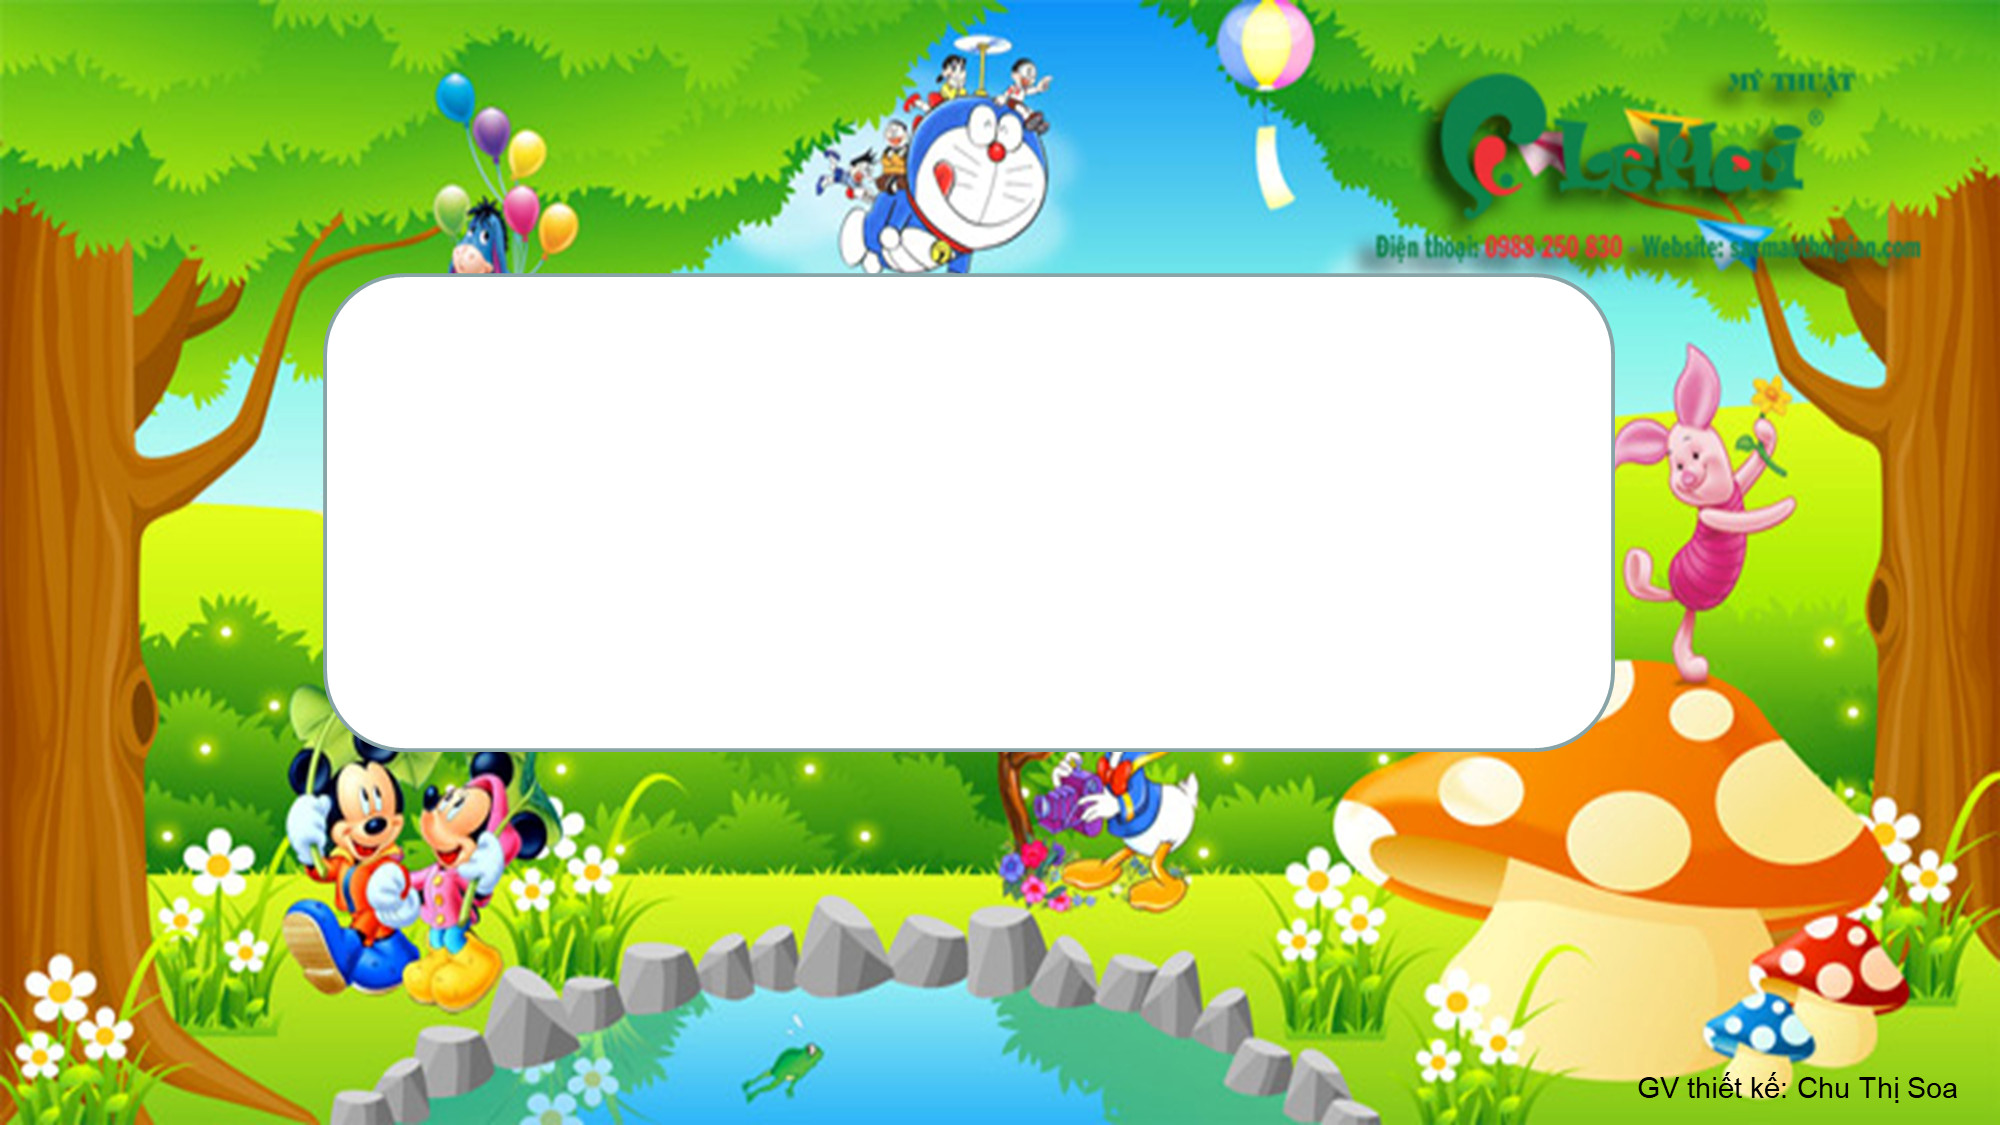 MỸ THUẬT
LeHai®
Điện thoại: 0988 250 830 - Website:
GV thiết kế: Chu Thị Soa